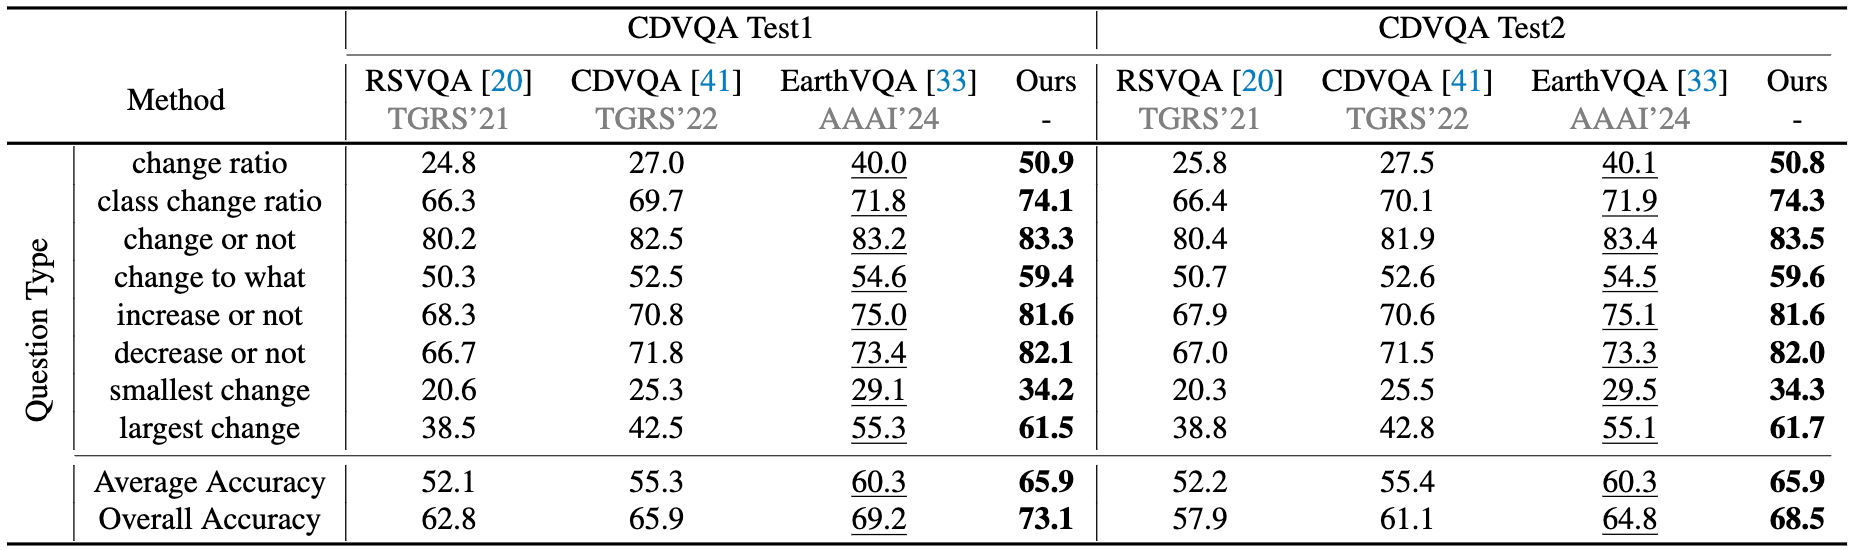 CDVQA Test1 CDVQA Test2
Method RSVQA [20] CDVQA [41] EarthVQA [33] Ours RSVQA [20] CDVQA [41] EarthVQA [33] Ours
TGRS’21 TGRS’22 AAAI’24 - TGRS’21 TGRS’22 AAAI’24 -
Question Type
change ratio 24.8 27.0 40.0 50.9 25.8 27.5 40.1 50.8
class change ratio 66.3 69.7 71.8 74.1 66.4 70.1 71.9 74.3
change or not 80.2 82.5 83.2 83.3 80.4 81.9 83.4 83.5
change to what 50.3 52.5 54.6 59.4 50.7 52.6 54.5 59.6
increase or not 68.3 70.8 75.0 81.6 67.9 70.6 75.1 81.6
decrease or not 66.7 71.8 73.4 82.1 67.0 71.5 73.3 82.0
smallest change 20.6 25.3 29.1 34.2 20.3 25.5 29.5 34.3
largest change 38.5 42.5 55.3 61.5 38.8 42.8 55.1 61.7
Average Accuracy 52.1 55.3 60.3 65.9 52.2 55.4 60.3 65.9
Overall Accuracy 62.8 65.9 69.2 73.1 57.9 61.1 64.8 68.5